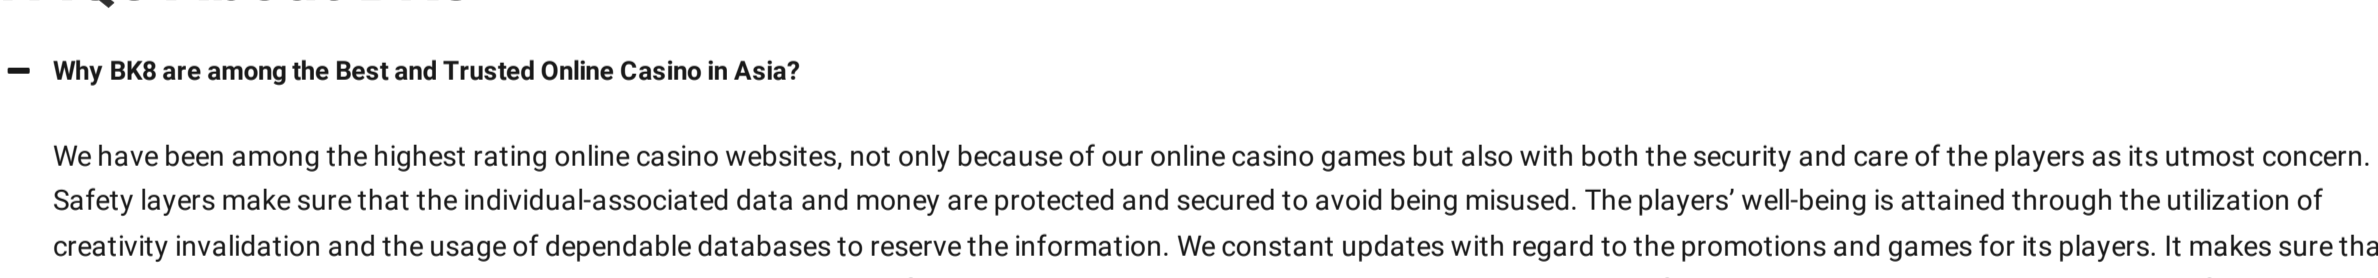 Why BK8 are among the Best and Trusted Online Casino in Asia?
We have been among the highest rating online casino websites, not only because of our online casino games but also with both the security and care of the players as its utmost concern.
Safety layers make sure that the individual-associated data and money are protected and secured to avoid being misused. The players’ well-being is attained through the utilization of
creativity invalidation and the usage of dependable databases to reserve the information. We constant updates with regard to the promotions and games for its players. It makes sure